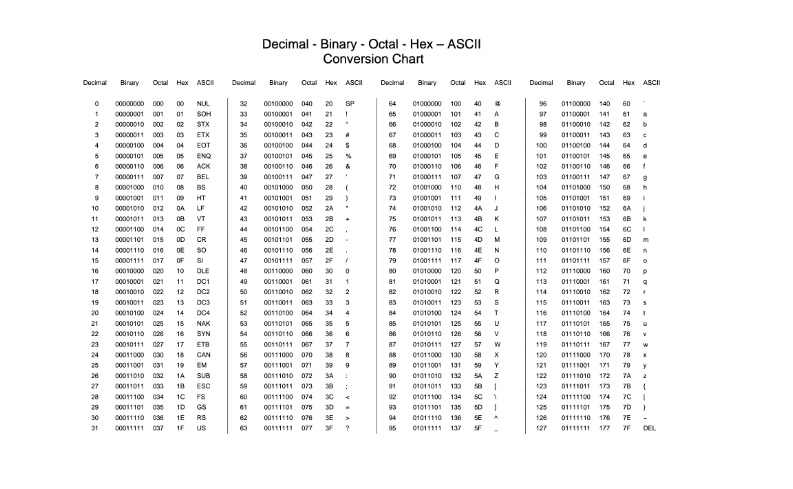 Decimal - Binary - Octal - Hex – ASCII
Conversion Chart
Decimal Binary Octal Hex ASCII Decimal Binary Octal Hex ASCII Decimal Binary Octal Hex ASCII Decimal Binary Octal Hex ASCII
0 00000000 000 00 NUL 32 00100000 040 20 SP 64 01000000 100 40 @ 96 01100000 140 60 `
1 00000001 001 01 SOH 33 00100001 041 21 ! 65 01000001 101 41 A 97 01100001 141 61 a
2 00000010 002 02 STX 34 00100010 042 22 " 66 01000010 102 42 B 98 01100010 142 62 b
3 00000011 003 03 ETX 35 00100011 043 23 # 67 01000011 103 43 C 99 01100011 143 63 c
4 00000100 004 04 EOT 36 00100100 044 24 $ 68 01000100 104 44 D 100 01100100 144 64 d
5 00000101 005 05 ENQ 37 00100101 045 25 % 69 01000101 105 45 E 101 01100101 145 65 e
6 00000110 006 06 ACK 38 00100110 046 26 & 70 01000110 106 46 F 102 01100110 146 66 f
7 00000111 007 07 BEL 39 00100111 047 27 ' 71 01000111 107 47 G 103 01100111 147 67 g
8 00001000 010 08 BS 40 00101000 050 28 ( 72 01001000 110 48 H 104 01101000 150 68 h
9 00001001 011 09 HT 41 00101001 051 29 ) 73 01001001 111 49 I 105 01101001 151 69 i
10 00001010 012 0A LF 42 00101010 052 2A * 74 01001010 112 4A J 106 01101010 152 6A j
11 00001011 013 0B VT 43 00101011 053 2B + 75 01001011 113 4B K 107 01101011 153 6B k
12 00001100 014 0C FF 44 00101100 054 2C , 76 01001100 114 4C L 108 01101100 154 6C l
13 00001101 015 0D CR 45 00101101 055 2D - 77 01001101 115 4D M 109 01101101 155 6D m
14 00001110 016 0E SO 46 00101110 056 2E . 78 01001110 116 4E N 110 01101110 156 6E n
15 00001111 017 0F SI 47 00101111 057 2F / 79 01001111 117 4F O 111 01101111 157 6F o
16 00010000 020 10 DLE 48 00110000 060 30 0 80 01010000 120 50 P 112 01110000 160 70 p
17 00010001 021 11 DC1 49 00110001 061 31 1 81 01010001 121 51 Q 113 01110001 161 71 q
18 00010010 022 12 DC2 50 00110010 062 32 2 82 01010010 122 52 R 114 01110010 162 72 r
19 00010011 023 13 DC3 51 00110011 063 33 3 83 01010011 123 53 S 115 01110011 163 73 s
20 00010100 024 14 DC4 52 00110100 064 34 4 84 01010100 124 54 T 116 01110100 164 74 t
21 00010101 025 15 NAK 53 00110101 065 35 5 85 01010101 125 55 U 117 01110101 165 75 u
22 00010110 026 16 SYN 54 00110110 066 36 6 86 01010110 126 56 V 118 01110110 166 76 v
23 00010111 027 17 ETB 55 00110111 067 37 7 87 01010111 127 57 W 119 01110111 167 77 w
24 00011000 030 18 CAN 56 00111000 070 38 8 88 01011000 130 58 X 120 01111000 170 78 x
25 00011001 031 19 EM 57 00111001 071 39 9 89 01011001 131 59 Y 121 01111001 171 79 y
26 00011010 032 1A SUB 58 00111010 072 3A : 90 01011010 132 5A Z 122 01111010 172 7A z
27 00011011 033 1B ESC 59 00111011 073 3B ; 91 01011011 133 5B [ 123 01111011 173 7B {
28 00011100 034 1C FS 60 00111100 074 3C < 92 01011100 134 5C \ 124 01111100 174 7C |
29 00011101 035 1D GS 61 00111101 075 3D = 93 01011101 135 5D ] 125 01111101 175 7D }
30 00011110 036 1E RS 62 00111110 076 3E > 94 01011110 136 5E ^ 126 01111110 176 7E ~
31 00011111 037 1F US 63 00111111 077 3F ? 95 01011111 137 5F _ 127 01111111 177 7F DEL